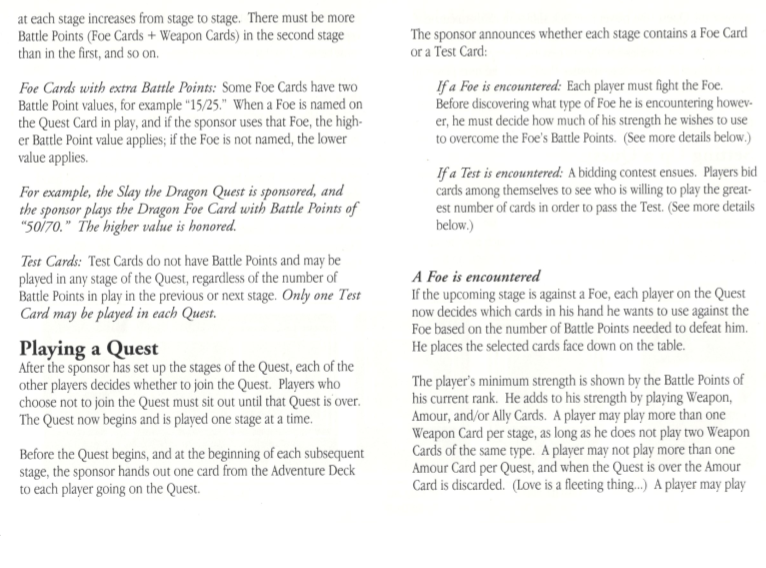 at each stage increases from stage to stage. There must be more
Battle Points (Foe Cards + Weapon Cards) in the second stage
than in the first, and so on.
Foe Cards with extra Battle Points: Some Foe Cards have two
Battle Point values, for example “15/25.” When a Foe is named on
the Quest Card in play, and if the sponsor uses that Foe, the high-
er Battle Point value applies; if the Foe is not named, the lower
value applies.
For example, the Slay the Dragon Quest is sponsored, and
the sponsor plays the Dragon Foe Card with Battle Points of
“50/70.” The higher value is honored.
Test Cards: Test Cards do not have Battle Points and may be
played in any stage of the Quest, regardless of the number of
Battle Points in play in the previous or next stage. Only one Test
Card may be played in each Quest.
Playing a Quest
After the sponsor has set up the stages of the Quest, each of the
other players decides whether to join the Quest. Players who
choose not to join the Quest must sit out until that Quest is over.
The Quest now begins and is played one stage at a time.
Before the Quest begins, and at the beginning of each subsequent
stage, the sponsor hands out one card from the Adventure Deck
to each player going on the Quest.
The sponsor announces whether each stage contains a Foe Card
or a Test Card:
If a Foe is encountered: Each player must fight the Foe.
Before discovering what type of Foe he is encountering howev-
er, he must decide how much of his strength he wishes to use
to overcome the Foe's Battle Points. (See more details below.)
If a Test is encountered: A bidding contest ensues. Players bid
cards among themselves to see who is willing to play the great-
est number of cards in order to pass the Test. (See more details
below.)
A Foe is encountered
If the upcoming stage is against a Foe, each player on the Quest
now decides which cards in his hand he wants to use against the
Foe based on the number of Battle Points needed to defeat him.
He places the selected cards face down on the table.
The player's minimum strength is shown by the Battle Points of
his current rank. He adds to his strength by playing Weapon,
Amour, and/or Ally Cards. A player may play more than one
Weapon Card per stage, as long as he does not play two Weapon
Cards of the same type. A player may not play more than one
Amour Card per Quest, and when the Quest is over the Amour
Card is discarded. (Love is a fleeting thing...) A player may play